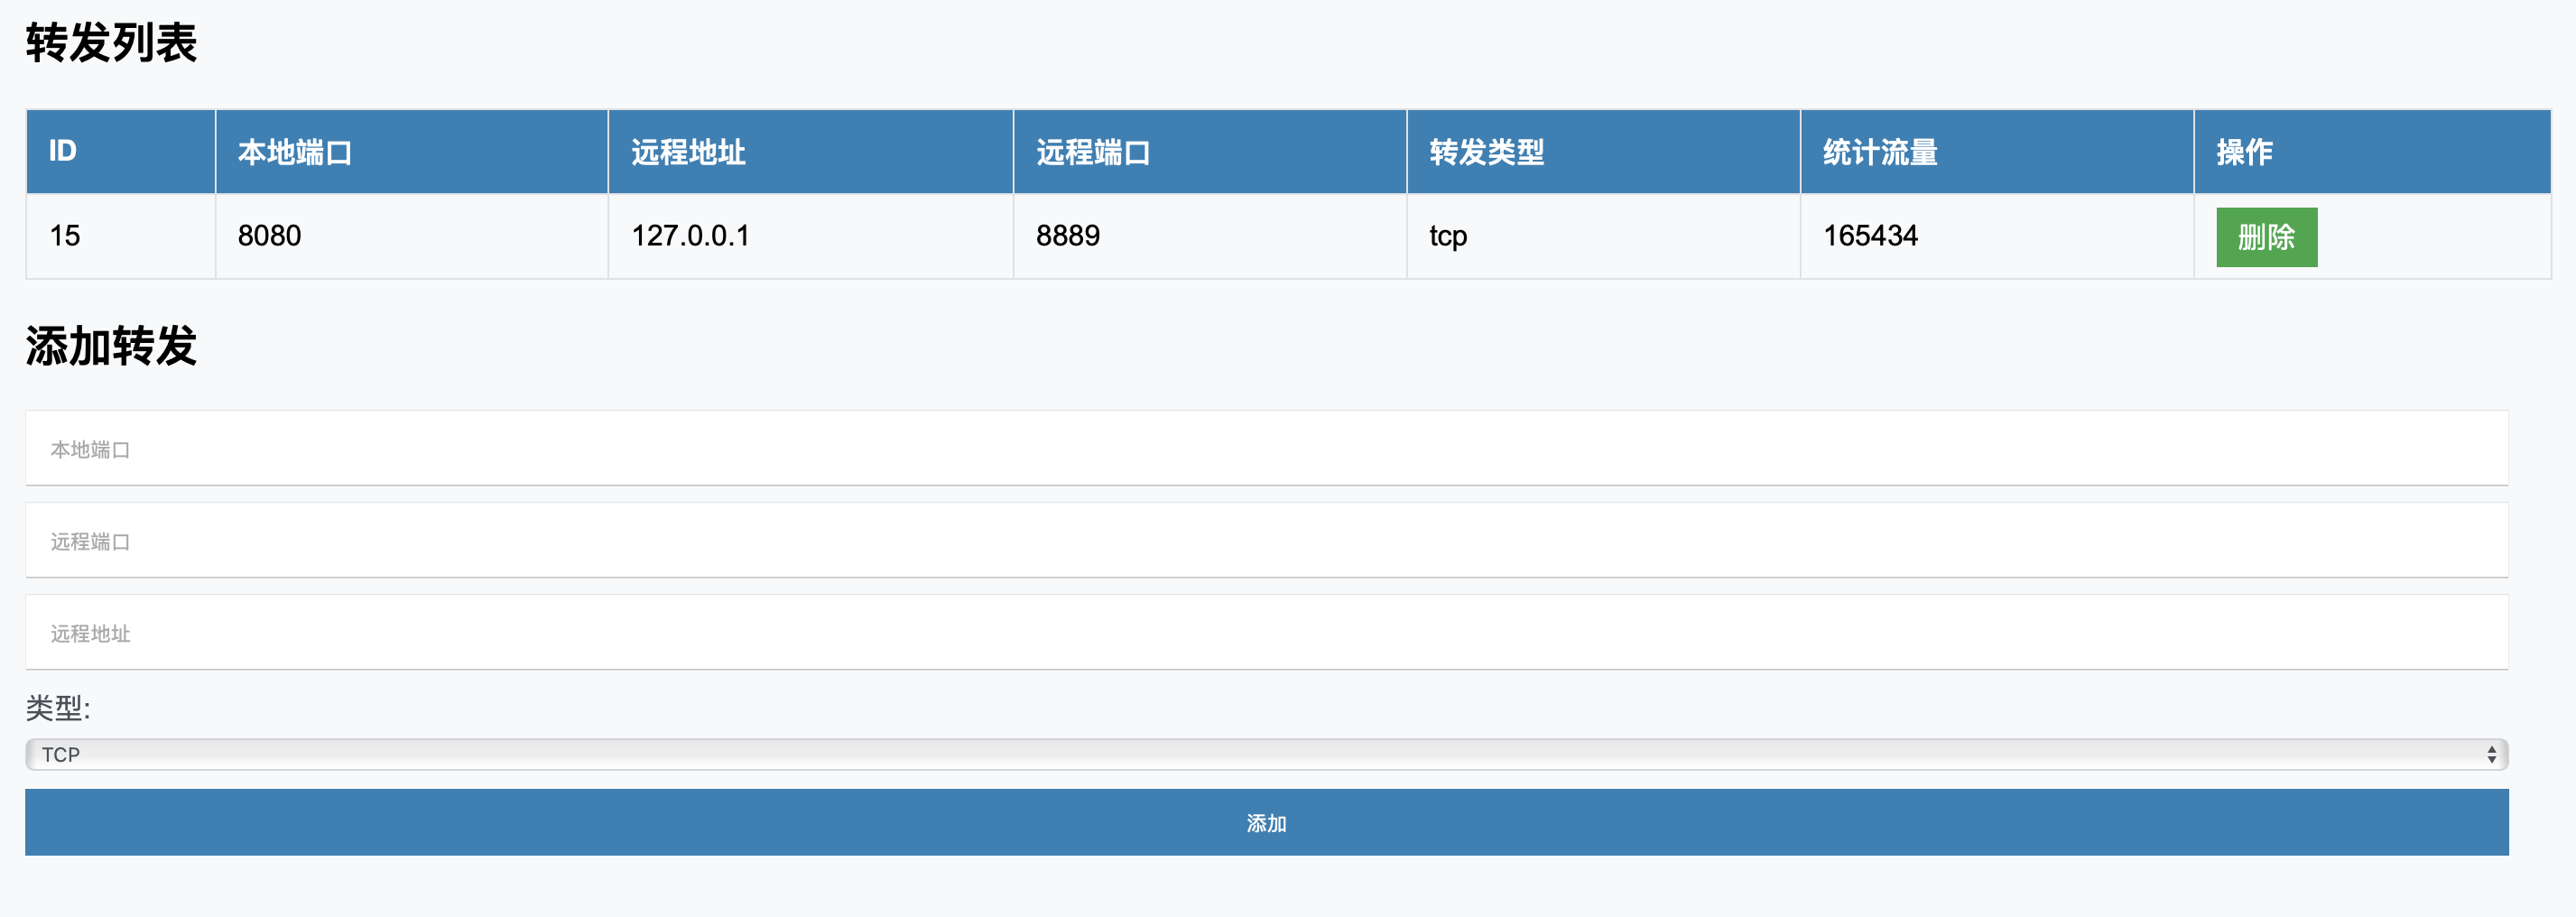 转发列表
ID 本地端口 远程地址 远程端口 转发类型 统计流量 操作
15 8080 127.0.0.1 8889 tcp 165434 删除
添加转发
本地端口
远程端口
远程地址
类型:
TCP
添加